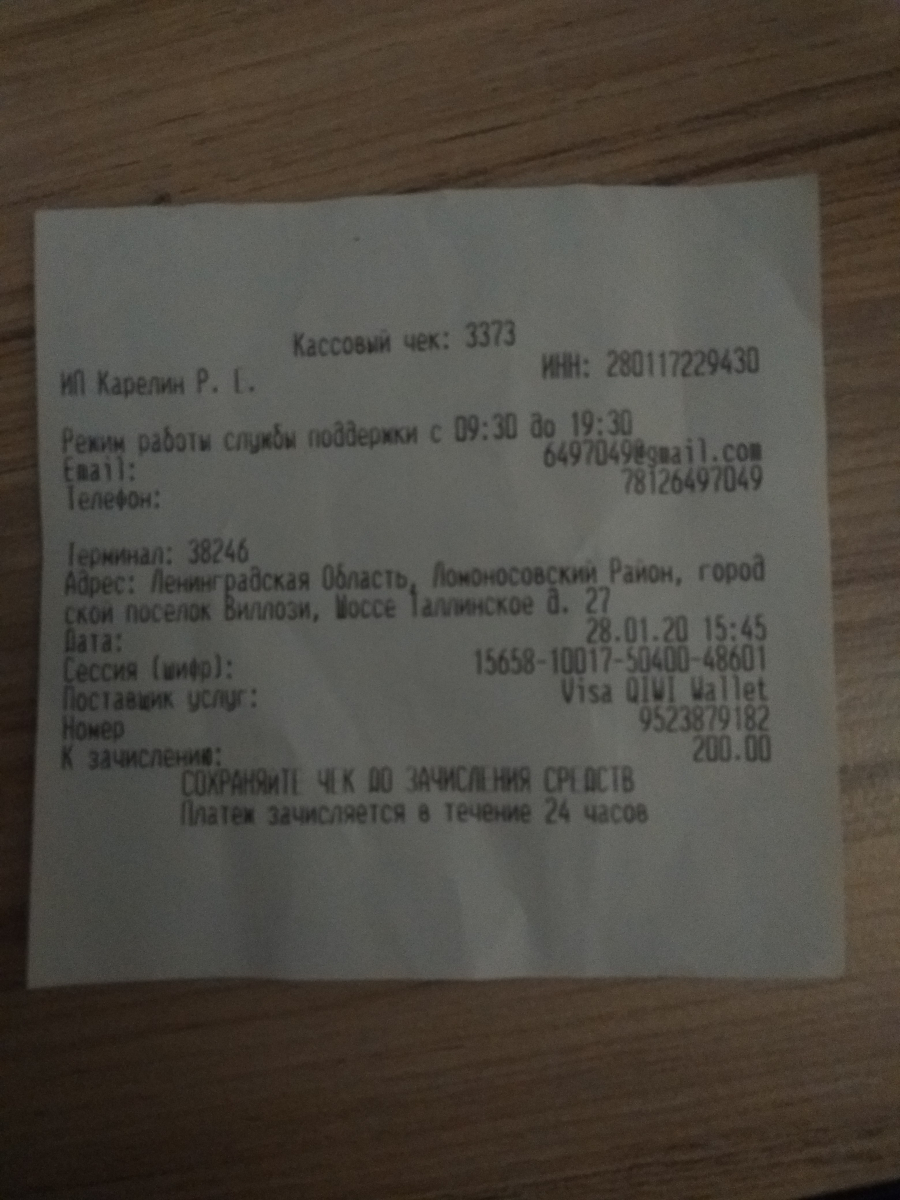 Кассовый чек: 3373
ИП Карелин Р. Е. ИНН: 280117229430
Режим работы службы поддержки с 09:30 до 19:30
Email: 6497049@gmail.com
Телефон: 78126497049
Терминал: 38246
Адрес: Ленинградская Область, Ломоносовский Район, город
ской поселок Виллози, Шоссе Таллинское д. 27
Дата: 28.01.20 15:45
Сессия (шифр): 15658-10017-50400-48601
Поставщик услуг: Visa QIWI Wallet
Номер 9523879182
К зачислению: 200.00
СОХРАНЯЙТЕ ЧЕК ДО ЗАЧИСЛЕНИЯ СРЕДСТВ
Платеж зачисляется в течение 24 часов